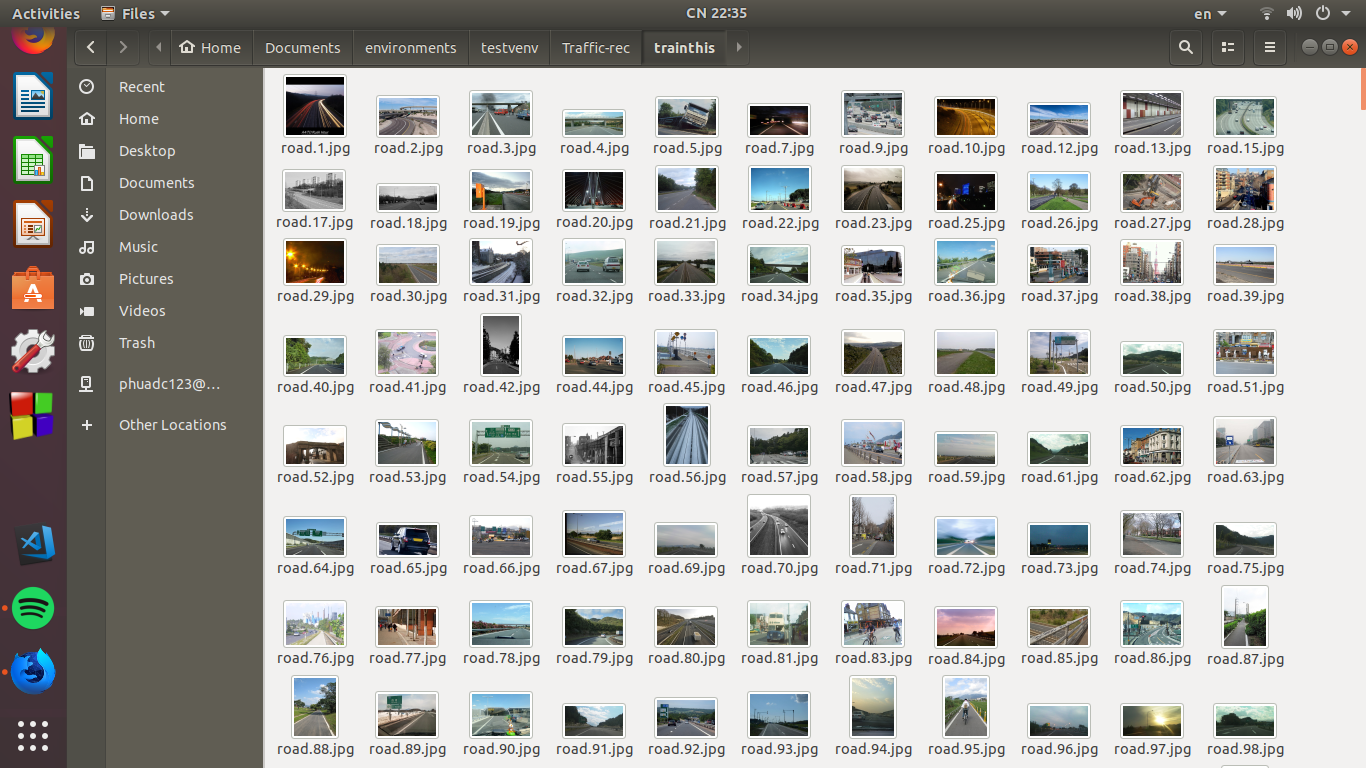 Activities Files CN 22:35 en
Home Documents environments testvenv Traffic-rec trainthis
Recent
Home
Desktop
Documents
Downloads
Music
Pictures
Videos
Trash
phuadc123@...
Other Locations
road.1.jpg road.2.jpg road.3.jpg road.4.jpg road.5.jpg road.7.jpg road.9.jpg road.10.jpg road.12.jpg road.13.jpg road.15.jpg
road.17.jpg road.18.jpg road.19.jpg road.20.jpg road.21.jpg road.22.jpg road.23.jpg road.25.jpg road.26.jpg road.27.jpg road.28.jpg
road.29.jpg road.30.jpg road.31.jpg road.32.jpg road.33.jpg road.34.jpg road.35.jpg road.36.jpg road.37.jpg road.38.jpg road.39.jpg
road.40.jpg road.41.jpg road.42.jpg road.44.jpg road.45.jpg road.46.jpg road.47.jpg road.48.jpg road.49.jpg road.50.jpg road.51.jpg
road.52.jpg road.53.jpg road.54.jpg road.55.jpg road.56.jpg road.57.jpg road.58.jpg road.59.jpg road.61.jpg road.62.jpg road.63.jpg
road.64.jpg road.65.jpg road.66.jpg road.67.jpg road.69.jpg road.70.jpg road.71.jpg road.72.jpg road.73.jpg road.74.jpg road.75.jpg
road.76.jpg road.77.jpg road.78.jpg road.79.jpg road.80.jpg road.81.jpg road.83.jpg road.84.jpg road.85.jpg road.86.jpg road.87.jpg
road.88.jpg road.89.jpg road.90.jpg road.91.jpg road.92.jpg road.93.jpg road.94.jpg road.95.jpg road.96.jpg road.97.jpg road.98.jpg